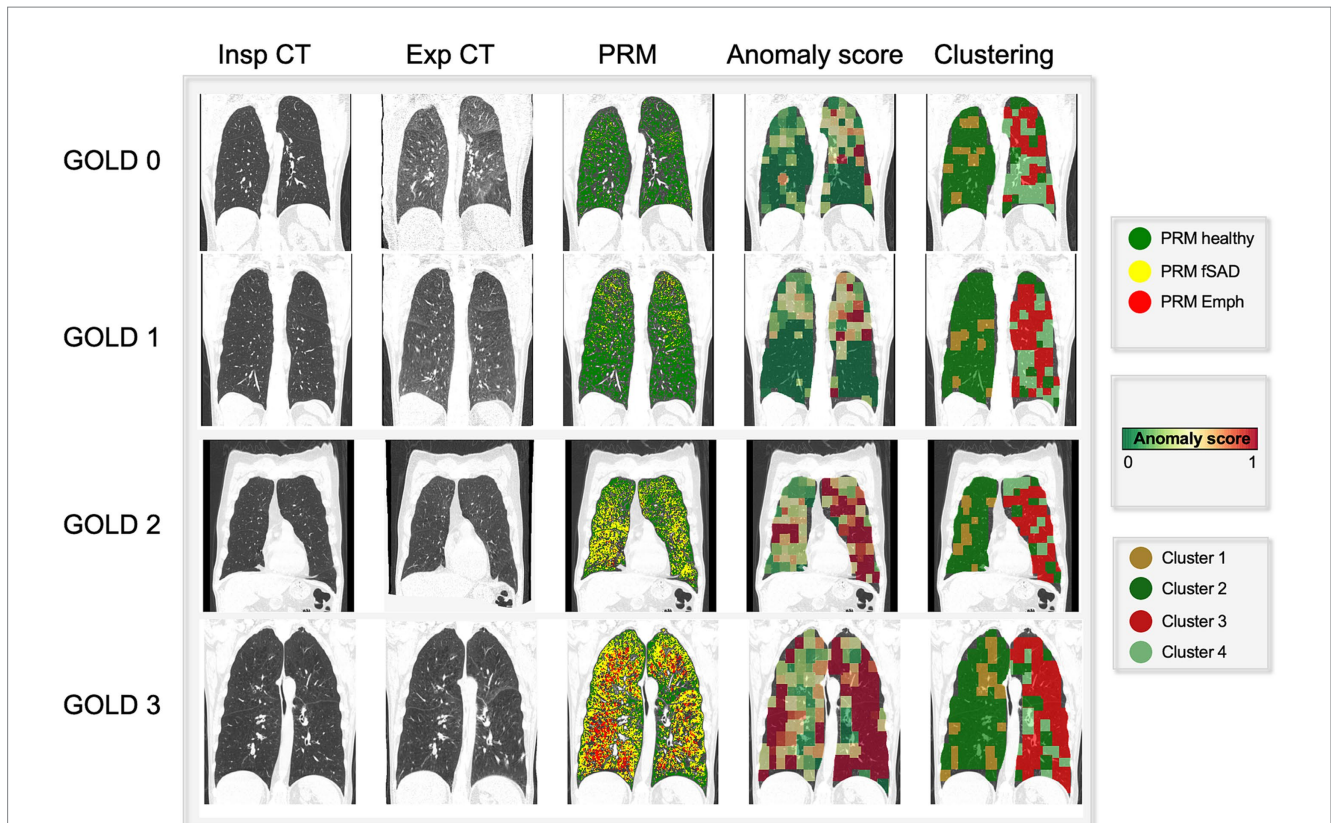 Insp CT Exp CT PRM Anomaly score Clustering
GOLD 0
GOLD 1
GOLD 2
GOLD 3
PRM healthy
PRM fSAD
PRM Emph
Anomaly score
0 1
Cluster 1
Cluster 2
Cluster 3
Cluster 4